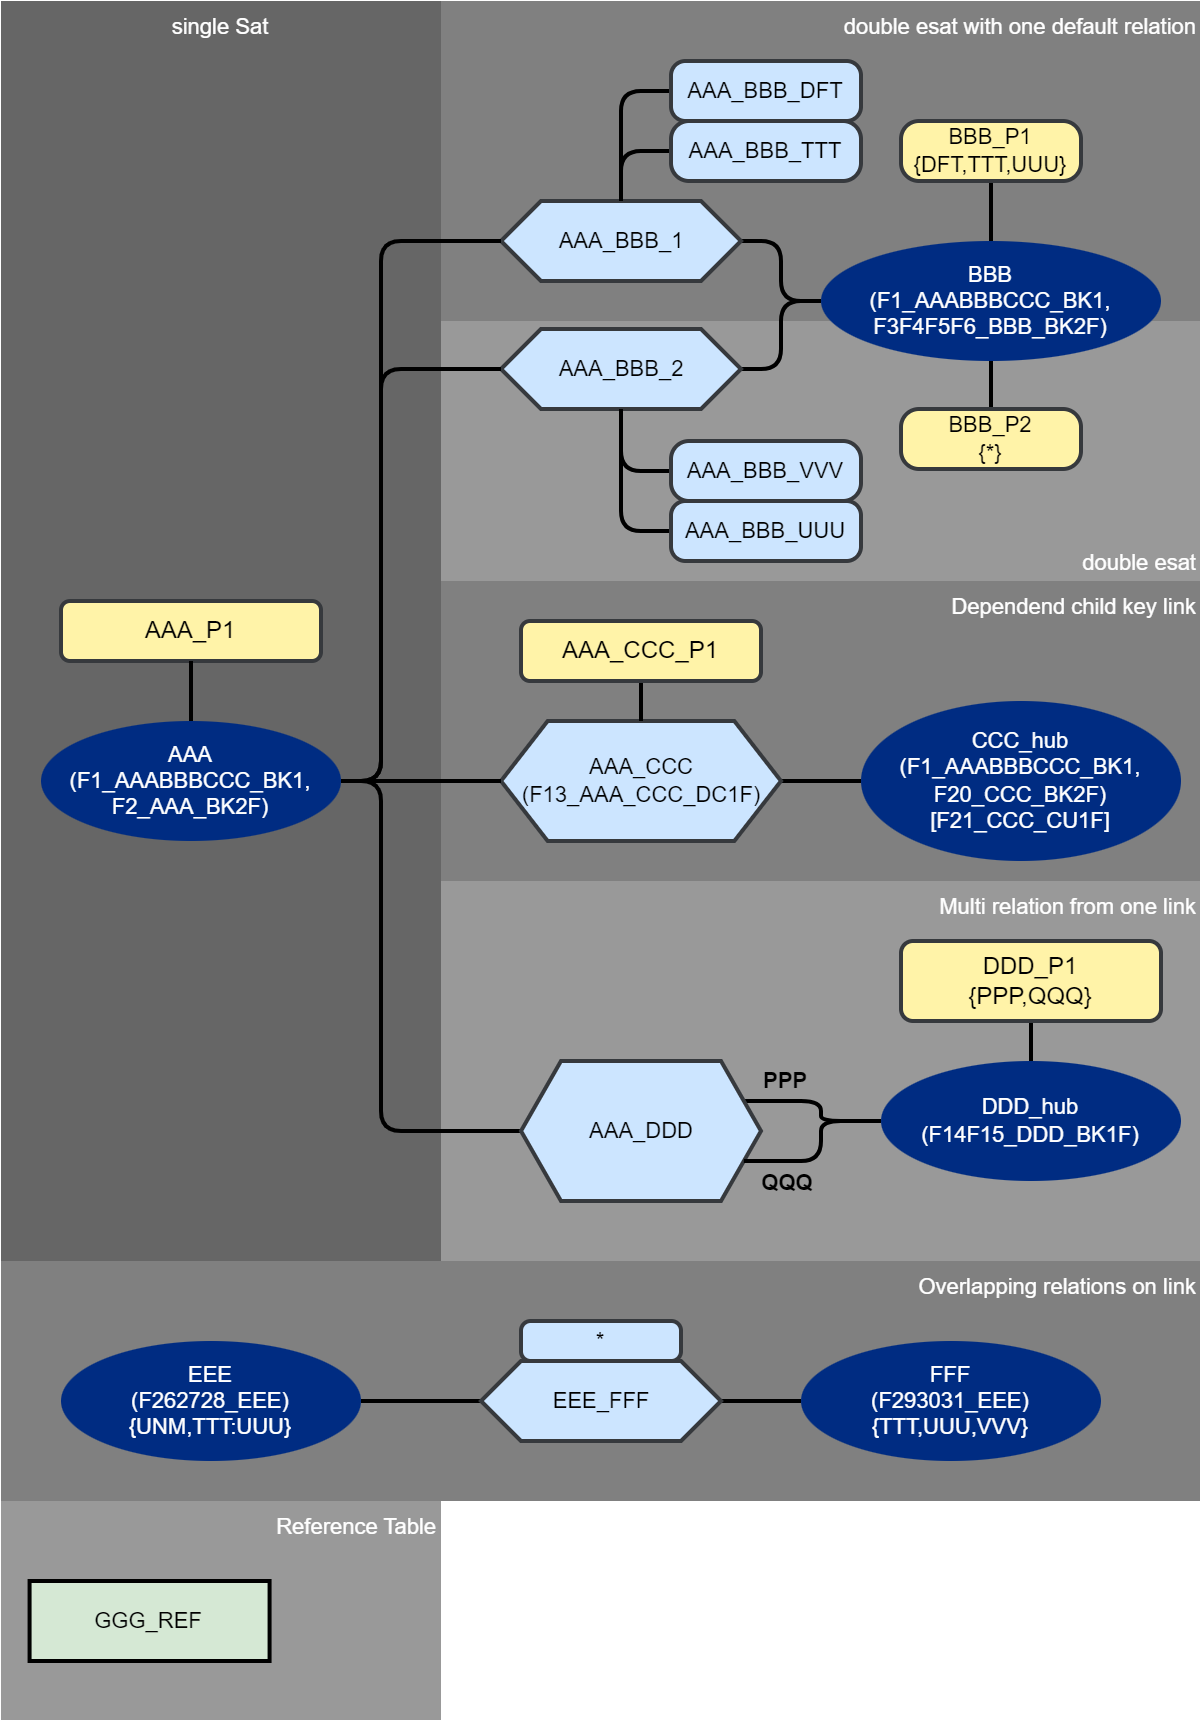 single Sat
double esat with one default relation
AAA_BBB_DFT
AAA_BBB_TTT
BBB_P1
{DFT,TTT,UUU}
AAA_BBB_1
BBB
(F1_AAABBBCCC_BK1,
F3F4F5F6_BBB_BK2F)
AAA_BBB_2
BBB_P2
{*}
AAA_BBB_VVV
AAA_BBB_UUU
double esat
Dependend child key link
AAA_P1
AAA_CCC_P1
AAA
(F1_AAABBBCCC_BK1,
F2_AAA_BK2F)
AAA_CCC
(F13_AAA_CCC_DC1F)
CCC_hub
(F1_AAABBBCCC_BK1,
F20_CCC_BK2F)
[F21_CCC_CU1F]
Multi relation from one link
DDD_P1
{PPP,QQQ}
PPP
AAA_DDD
QQQ
DDD_hub
(F14F15_DDD_BK1F)
Overlapping relations on link
*
EEE
(F262728_EEE)
{UNM,TTT:UUU}
EEE_FFF
FFF
(F293031_EEE)
{TTT,UUU,VVV}
Reference Table
GGG_REF